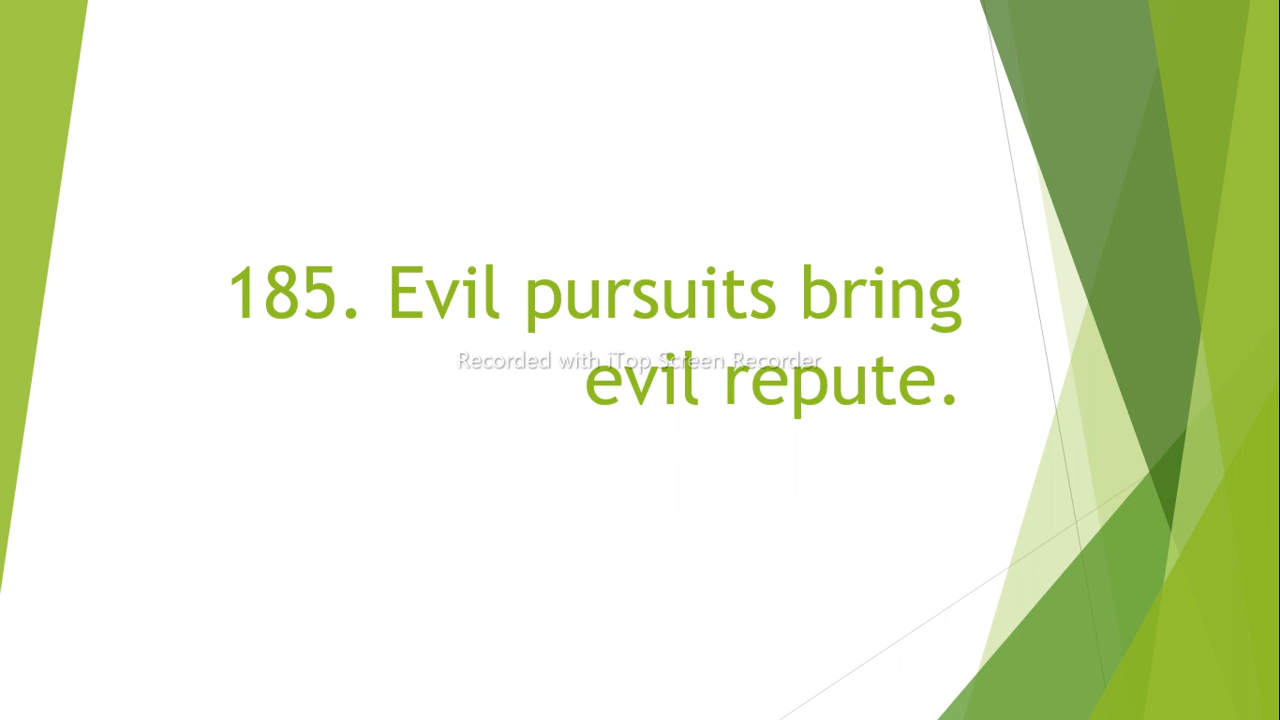 185. Evil pursuits bring
Recorded with iTop Screen Recorder
evil repute.